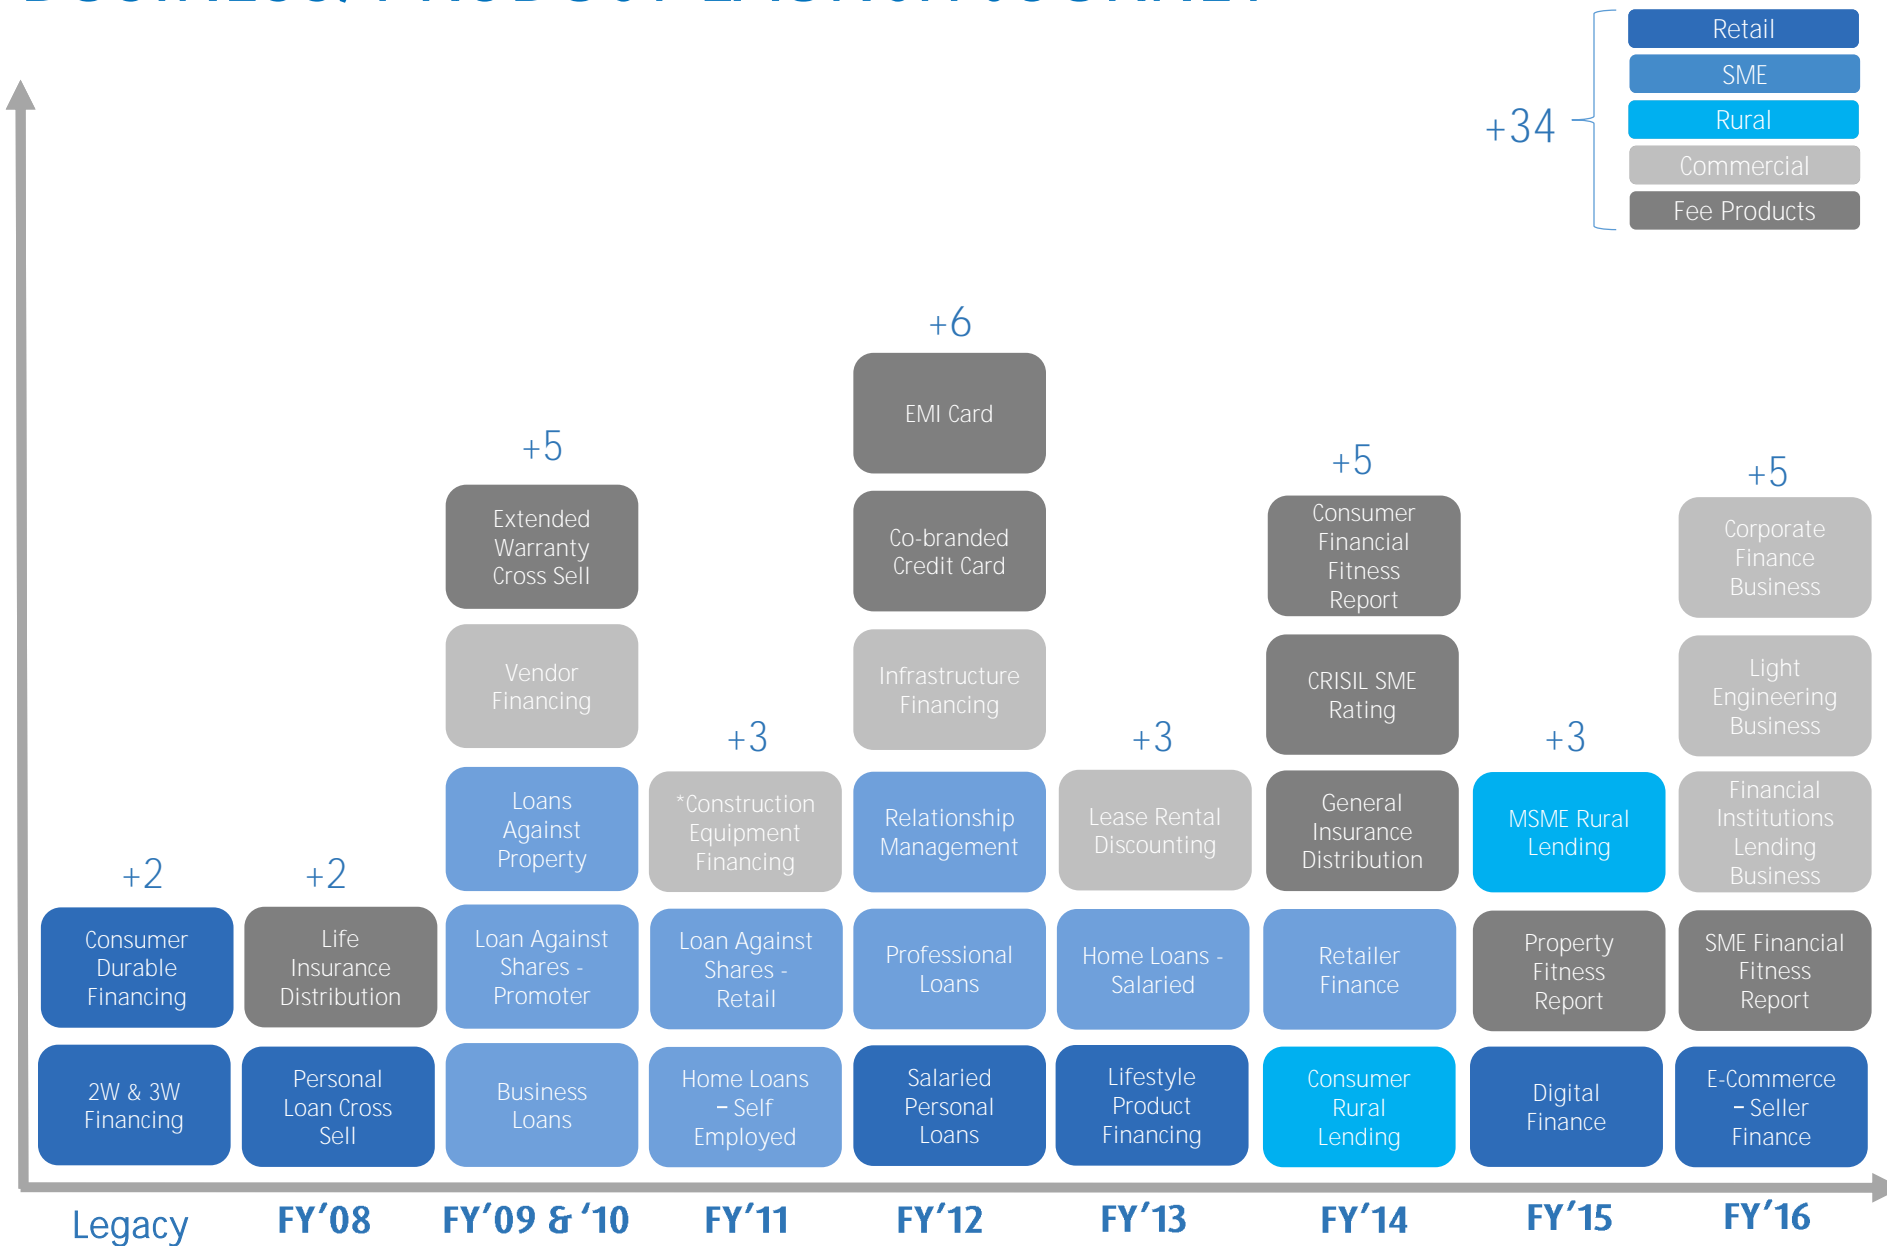 BUSINESS/ PRODUCT LAUNCH JOURNEY
Retail
SME
Rural
Commercial
Fee Products
+34
+6
EMI Card
+5
+5
+5
Extended
Warranty
Cross Sell
Co-branded
Credit Card
Consumer
Financial
Fitness
Report
Corporate
Finance
Business
Vendor
Financing
+3
Infrastructure
Financing
+3
CRISIL SME
Rating
+3
Light
Engineering
Business
+2
+2
Loans
Against
Property
*Construction
Equipment
Financing
Relationship
Management
Lease Rental
Discounting
General
Insurance
Distribution
MSME Rural
Lending
Financial
Institutions
Lending
Business
Consumer
Durable
Financing
Life
Insurance
Distribution
Loan Against
Shares -
Promoter
Loan Against
Shares -
Retail
Professional
Loans
Home Loans -
Salaried
Retailer
Finance
Property
Fitness
Report
SME Financial
Fitness
Report
2W & 3W
Financing
Personal
Loan Cross
Sell
Business
Loans
Home Loans
– Self
Employed
Salaried
Personal
Loans
Lifestyle
Product
Financing
Consumer
Rural
Lending
Digital
Finance
E-Commerce
– Seller
Finance
Legacy
FY'08
FY'09 & '10
FY'11
FY'12
FY'13
FY'14
FY'15
FY'16